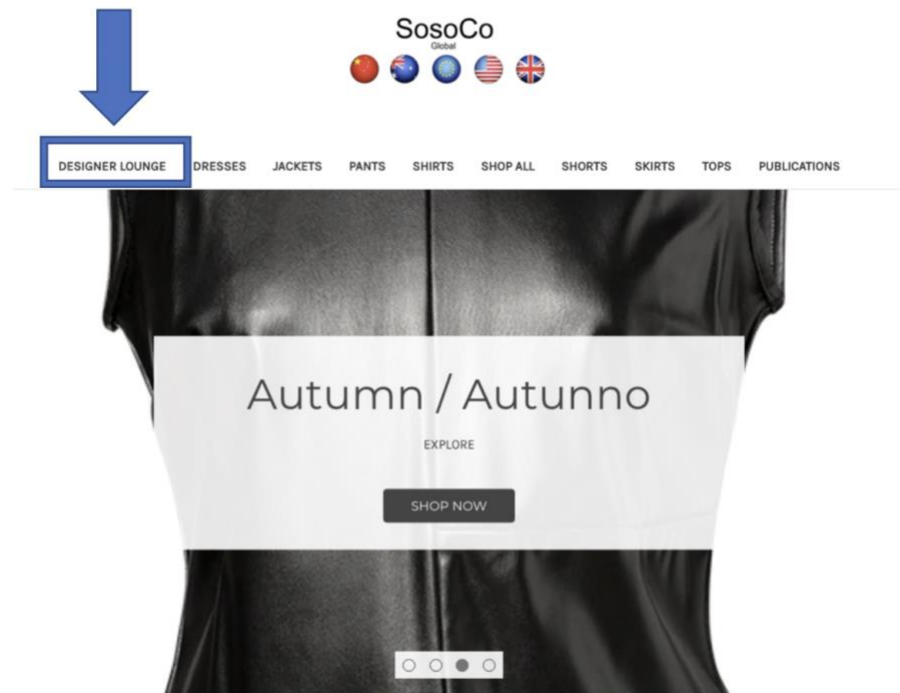 SosoCo
Global
DESIGNER LOUNGE DRESSES JACKETS PANTS SHIRTS SHOP ALL SHORTS SKIRTS TOPS PUBLICATIONS
Autumn / Autunno
EXPLORE
SHOP NOW